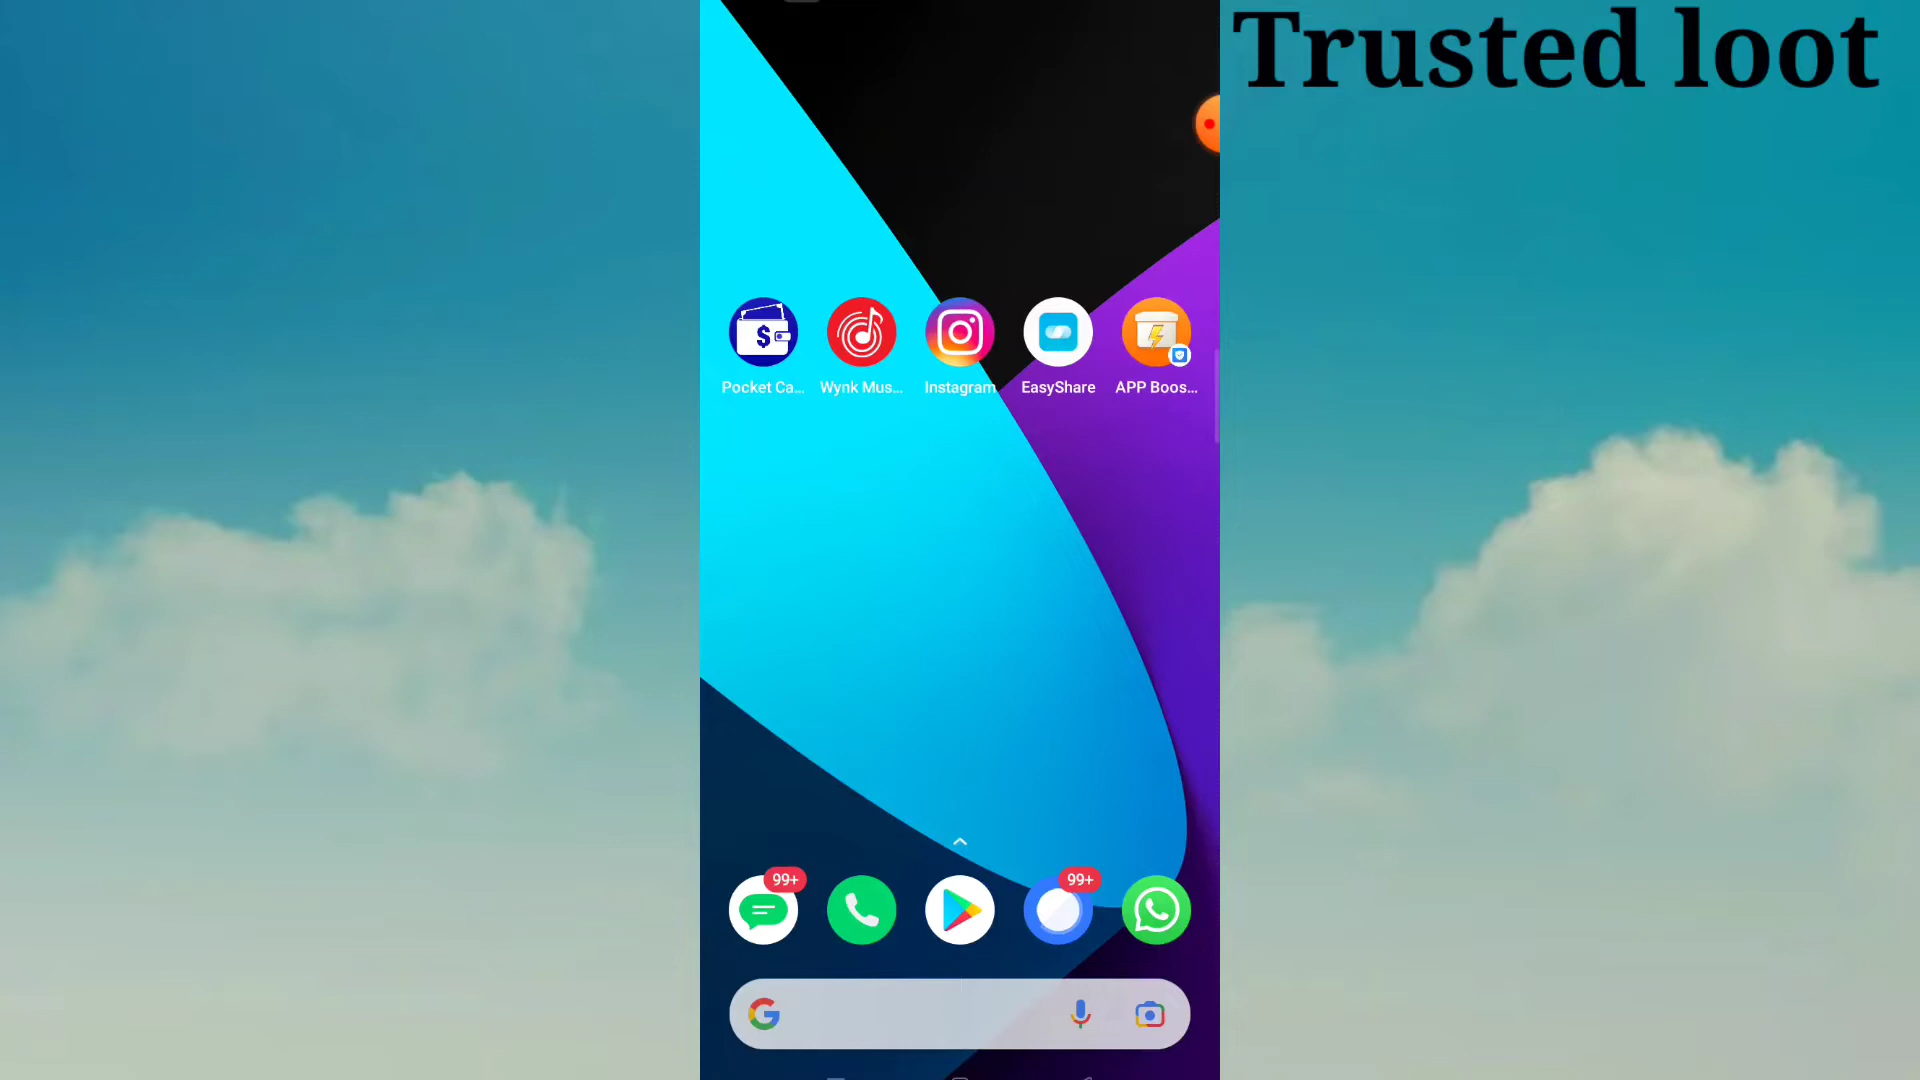 Trusted loot
Pocket Ca... Wynk Mus... Instagram EasyShare APP Boos...
99+ 99+